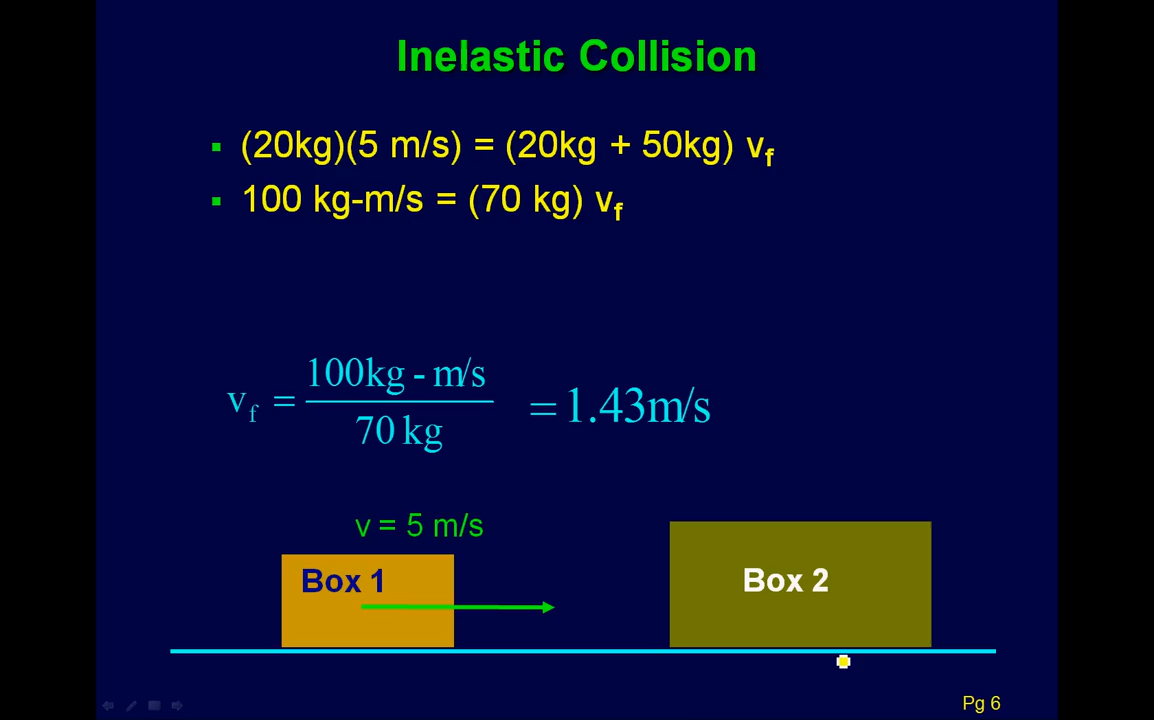 Inelastic Collision
▪ (20kg)(5 m/s) = (20kg + 50kg) v_f
▪ 100 kg-m/s = (70 kg) v_f
v_f = 100kg - m/s / 70 kg = 1.43m/s
v = 5 m/s
Box 1
Box 2
Pg 6